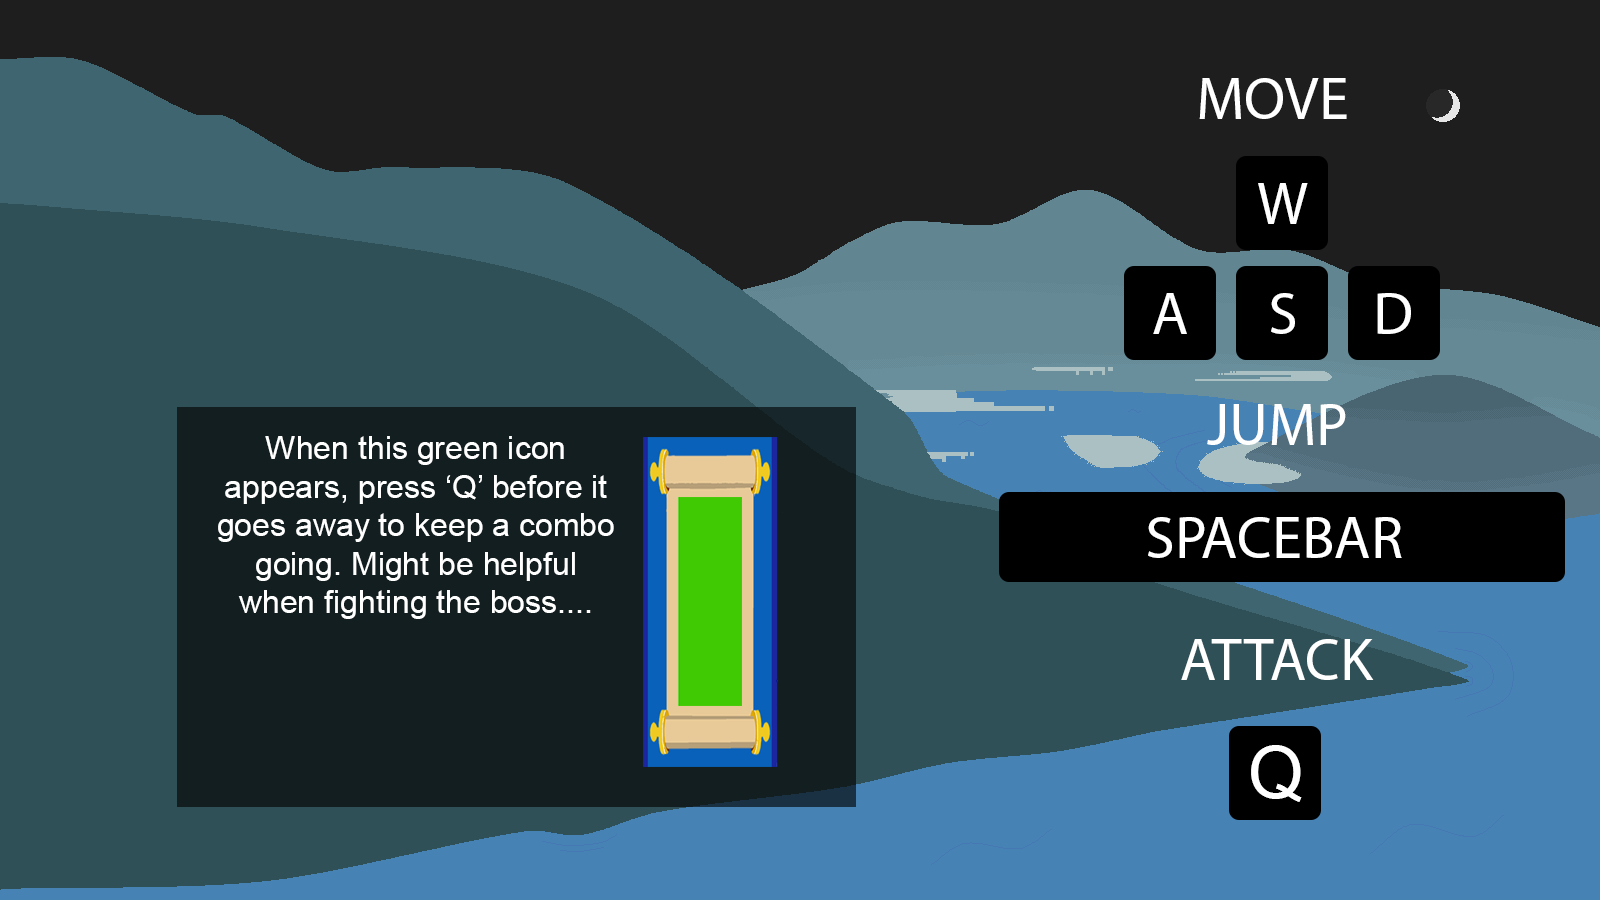 MOVE
W
A S D
JUMP
SPACEBAR
ATTACK
Q
When this green icon
appears, press ‘Q’ before it
goes away to keep a combo
going. Might be helpful
when fighting the boss....